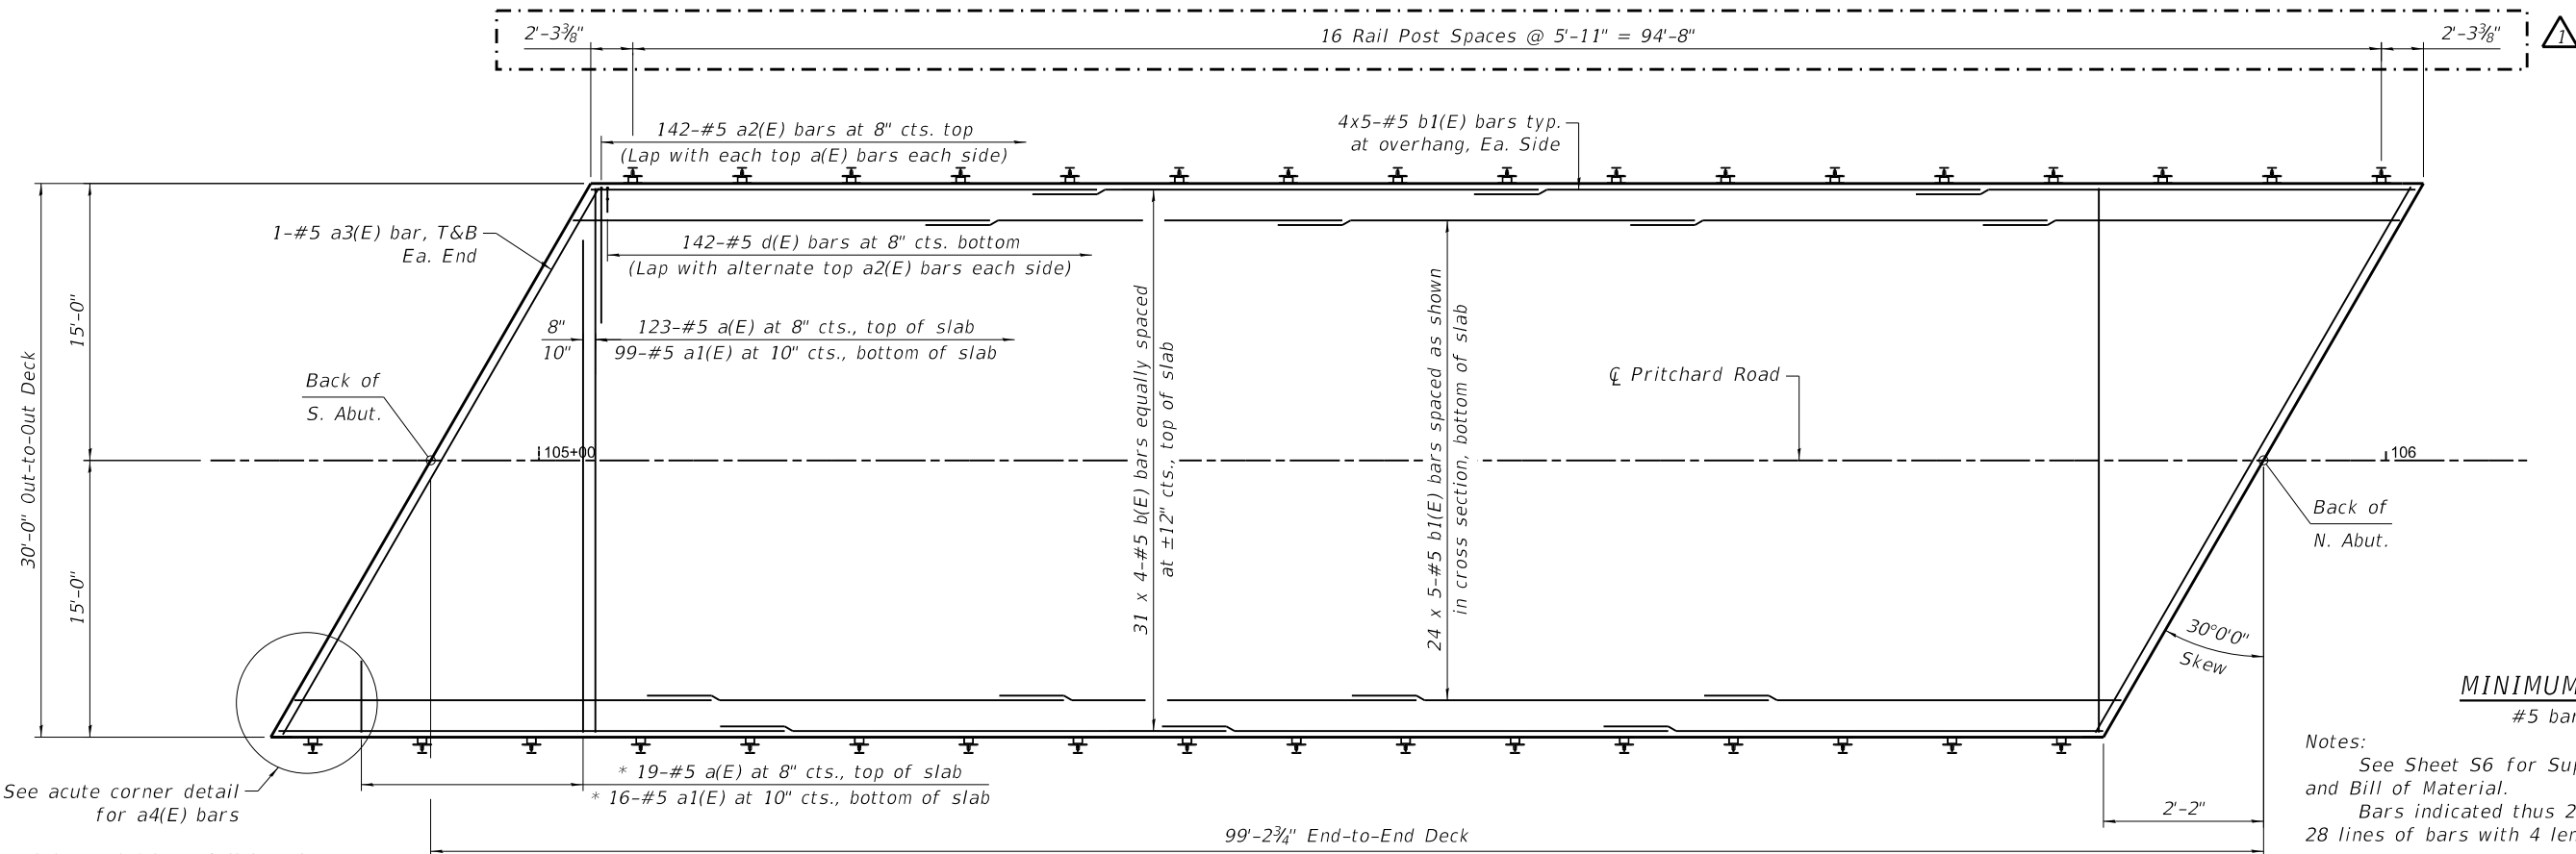 2'-3⅜"
16 Rail Post Spaces @ 5'-11" = 94'-8"
2'-3⅜"
1
142-#5 a2(E) bars at 8" cts. top
(Lap with each top a(E) bars each side)
4x5-#5 b1(E) bars typ.
at overhang, Ea. Side
1-#5 a3(E) bar, T&B
Ea. End
142-#5 d(E) bars at 8" cts. bottom
(Lap with alternate top a2(E) bars each side)
30'-0" Out-to-Out Deck
15'-0"
15'-0"
8"
10"
123-#5 a(E) at 8" cts., top of slab
99-#5 a1(E) at 10" cts., bottom of slab
31 x 4-#5 b(E) bars equally spaced
at ±12" cts., top of slab
24 x 5-#5 b1(E) bars spaced as shown
in cross section, bottom of slab
Back of
S. Abut.
℄ Pritchard Road
105+00
106
Back of
N. Abut.
30°0'0"
Skew
MINIMUM
#5 bar
See acute corner detail
for a4(E) bars
* 19-#5 a(E) at 8" cts., top of slab
* 16-#5 a1(E) at 10" cts., bottom of slab
2'-2"
99'-2¾" End-to-End Deck
Notes:
See Sheet S6 for Sup
and Bill of Material.
Bars indicated thus 2
28 lines of bars with 4 len